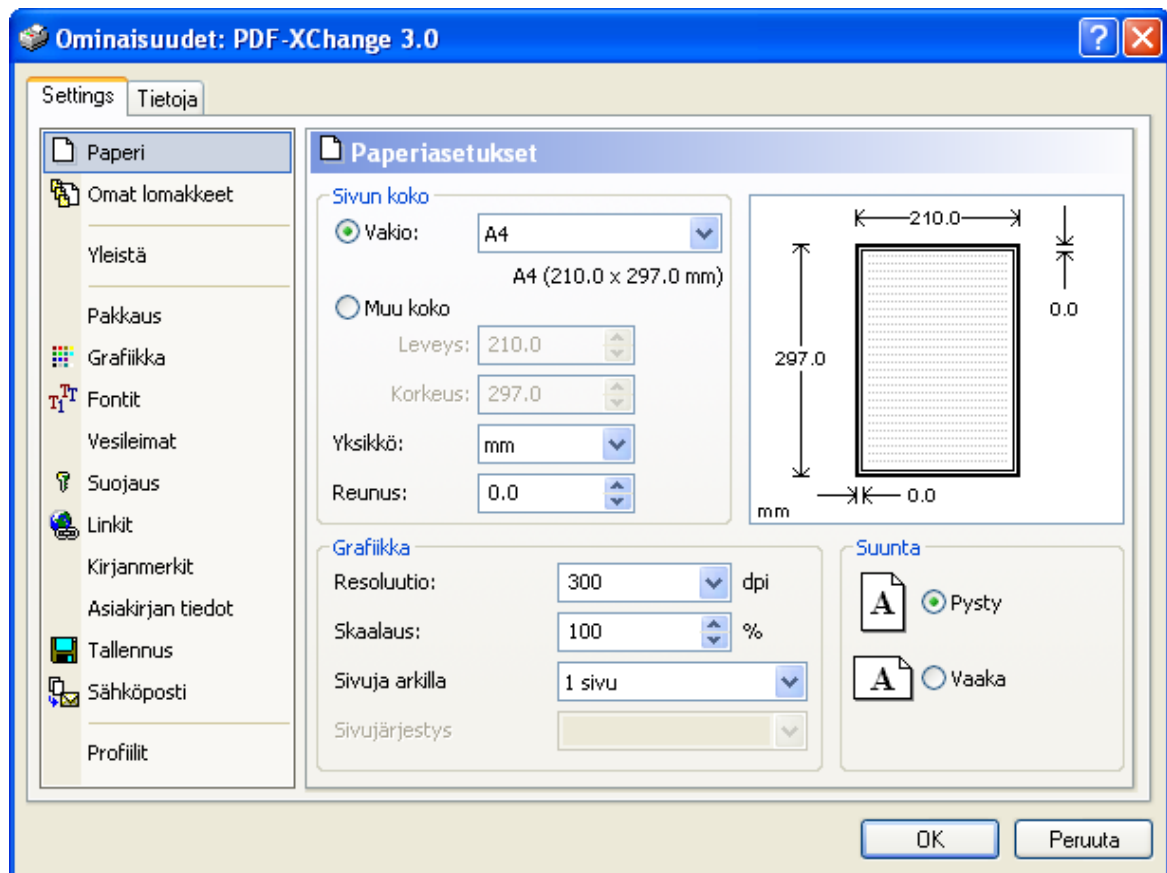 Ominaisuudet: PDF-XChange 3.0
Settings
Tietoja
Paperi
Omat lomakkeet
Yleistä
Pakkaus
Grafiikka
Fontit
Vesileimat
Suojaus
Linkit
Kirjanmerkit
Asiakirjan tiedot
Tallennus
Sähköposti
Profiilit
Paperiasetukset
Sivun koko
Vakio: A4
A4 (210.0 x 297.0 mm)
Muu koko
Leveys: 210.0
Korkeus: 297.0
Yksikkö: mm
Reunus: 0.0
210.0
0.0
297.0
0.0
mm
Grafiikka
Resoluutio: 300 dpi
Skaalaus: 100 %
Sivuja arkilla 1 sivu
Sivujärjestys
Suunta
A Pysty
A Vaaka
OK Peruuta